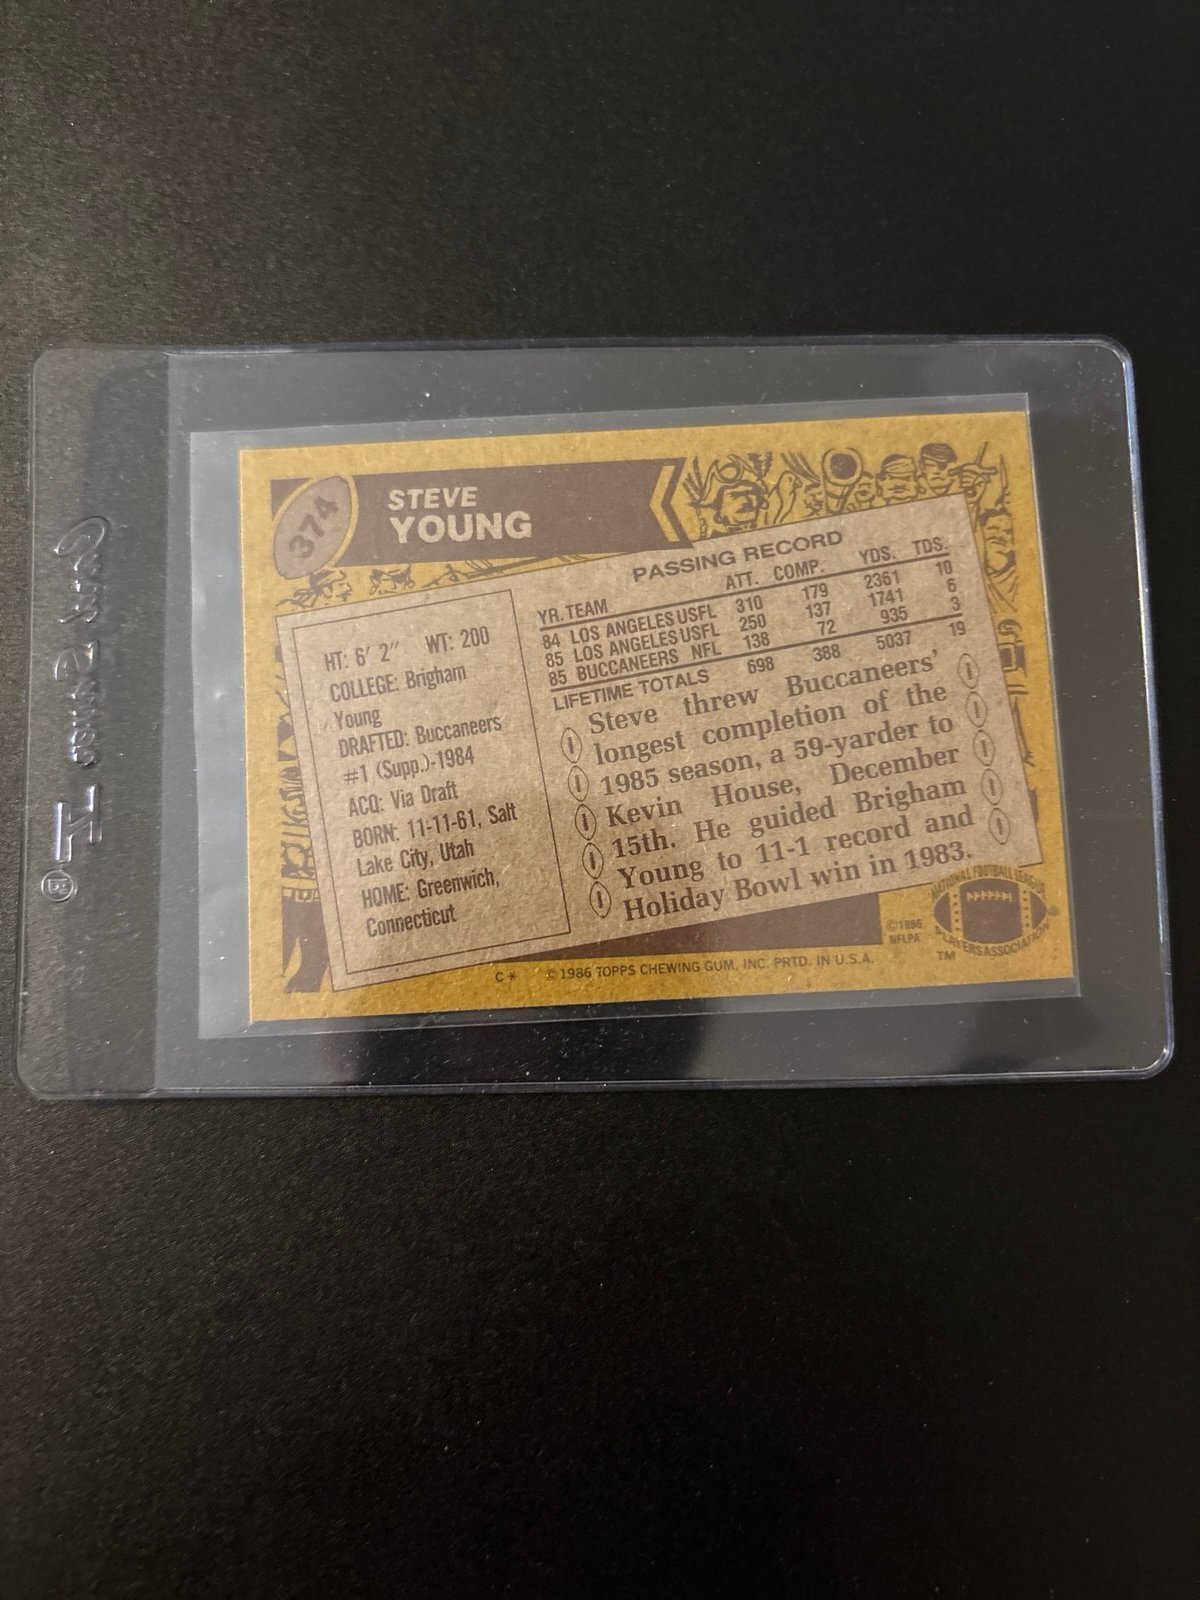 374
STEVE
YOUNG
HT: 6' 2" WT: 200
COLLEGE: Brigham
Young
DRAFTED: Buccaneers
#1 (Supp.)-1984
ACQ: Via Draft
BORN: 11-11-61, Salt
Lake City, Utah
HOME: Greenwich,
Connecticut
PASSING RECORD
YR. TEAM ATT. COMP. YDS. TDS.
84 LOS ANGELES USFL 310 179 2361 10
85 LOS ANGELES USFL 250 137 1741 6
85 BUCCANEERS NFL 138 72 935 3
LIFETIME TOTALS 698 388 5037 19
Steve threw Buccaneers'
longest completion of the
1985 season, a 59-yarder to
Kevin House, December
15th. He guided Brigham
Young to 11-1 record and
Holiday Bowl win in 1983.
©1986
NFLPA
NATIONAL FOOTBALL LEAGUE
PLAYERS ASSOCIATION
TM
C* ©1986 TOPPS CHEWING GUM, INC. PRTD. IN U.S.A.